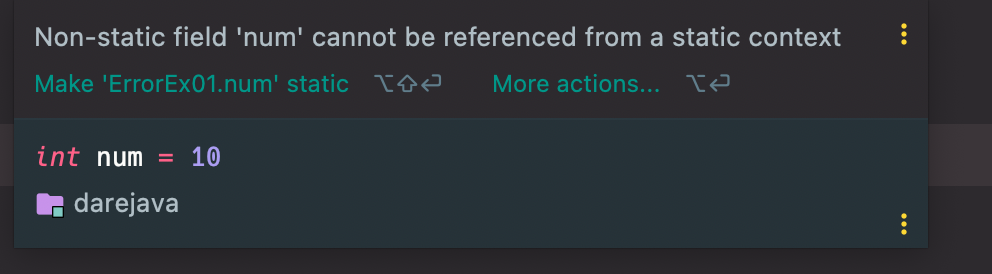 Non-static field 'num' cannot be referenced from a static context
Make 'ErrorEx01.num' static ⌥⇧⏎ More actions... ⌥⏎
int num = 10
darejava